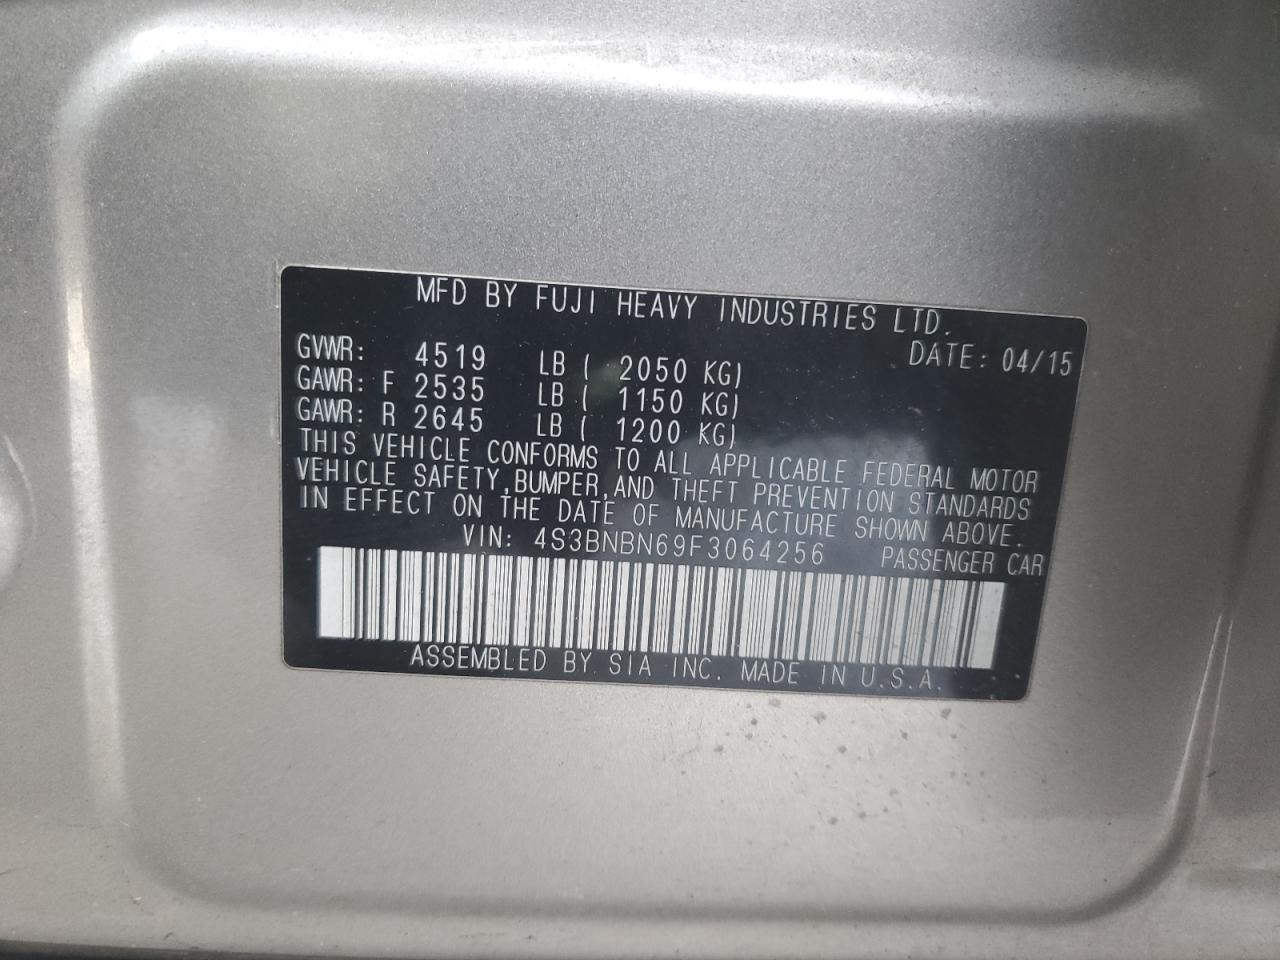 MFD BY FUJI HEAVY INDUSTRIES LTD.
DATE: 04/15
GVWR: 4519 LB ( 2050 KG)
GAWR: F 2535 LB ( 1150 KG)
GAWR: R 2645 LB ( 1200 KG)
THIS VEHICLE CONFORMS TO ALL APPLICABLE FEDERAL MOTOR
VEHICLE SAFETY, BUMPER, AND THEFT PREVENTION STANDARDS
IN EFFECT ON THE DATE OF MANUFACTURE SHOWN ABOVE.
VIN: 4S3BNBN69F3064256 PASSENGER CAR
ASSEMBLED BY SIA INC. MADE IN U.S.A.